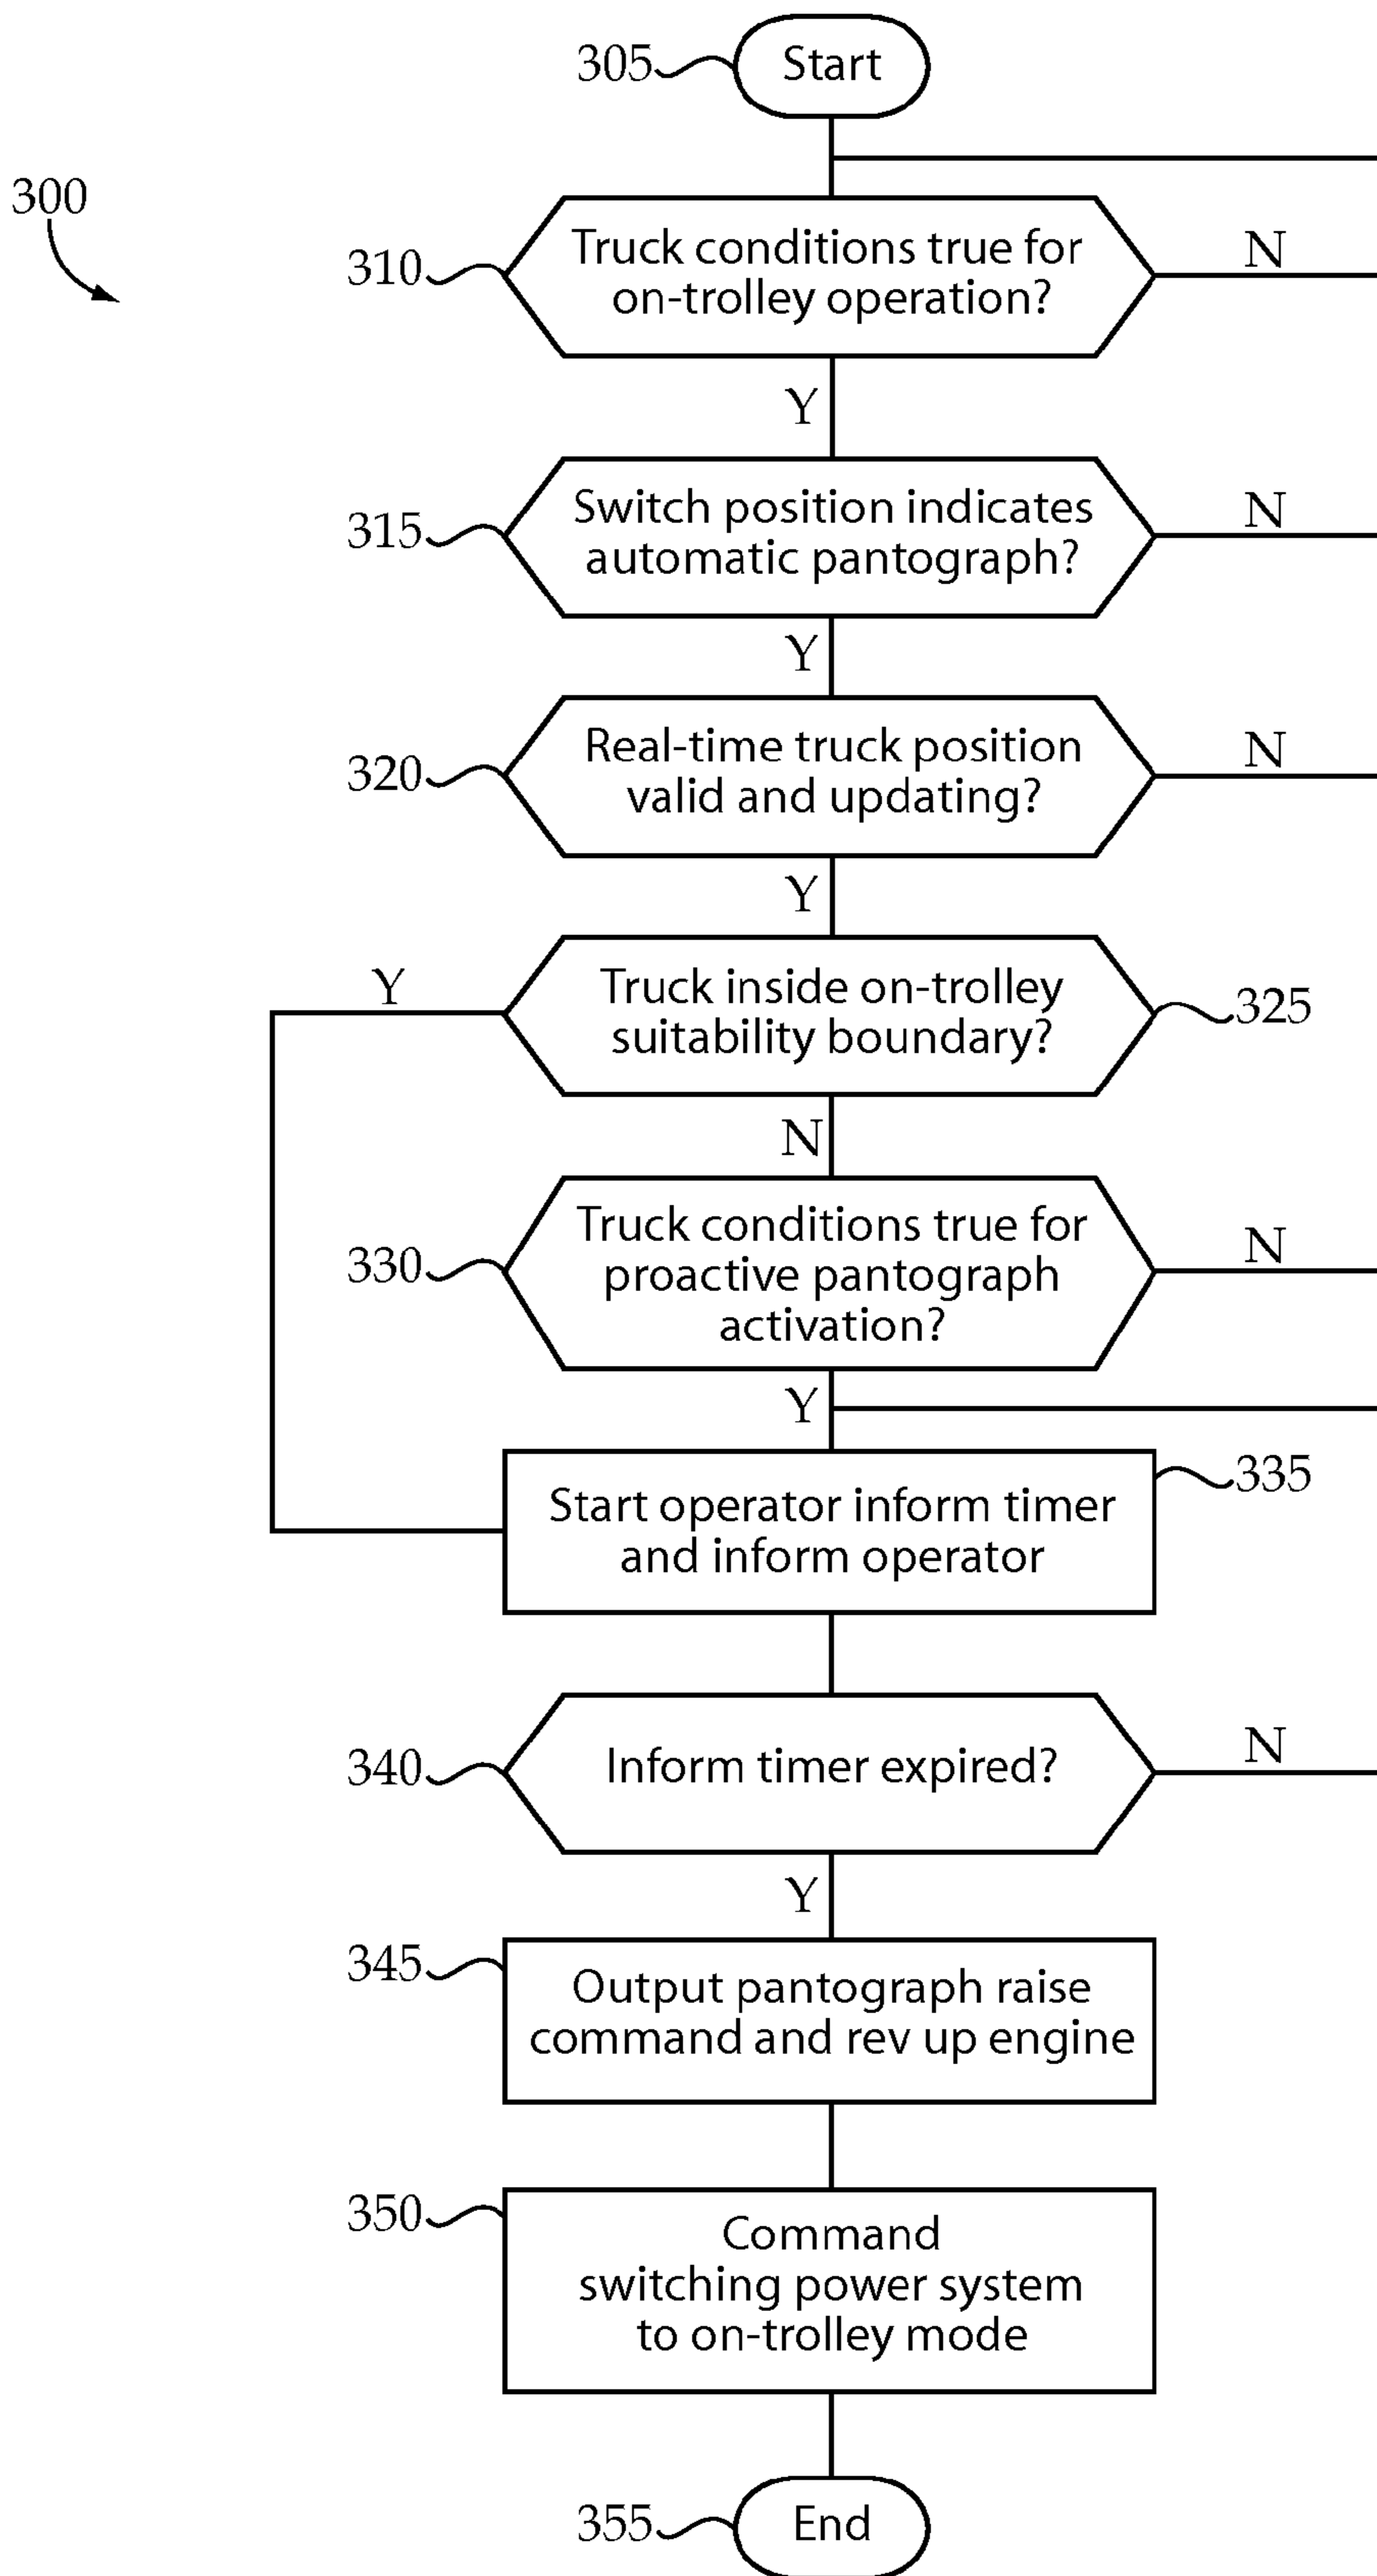 305
Start
300
310
Truck conditions true for
on-trolley operation?
N
Y
315
Switch position indicates
automatic pantograph?
N
Y
320
Real-time truck position
valid and updating?
N
Y
Y
Truck inside on-trolley
suitability boundary?
325
N
330
Truck conditions true for
proactive pantograph
activation?
N
Y
335
Start operator inform timer
and inform operator
340
Inform timer expired?
N
Y
345
Output pantograph raise
command and rev up engine
350
Command
switching power system
to on-trolley mode
355
End